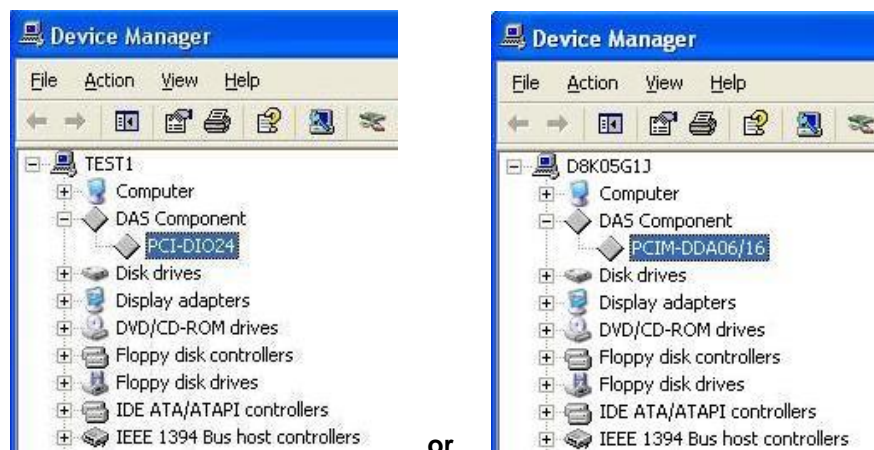 Device Manager
File Action View Help
TEST1
Computer
DAS Component
PCI-DIO24
Disk drives
Display adapters
DVD/CD-ROM drives
Floppy disk controllers
Floppy disk drives
IDE ATA/ATAPI controllers
IEEE 1394 Bus host controllers
or
Device Manager
File Action View Help
D8K05G1J
Computer
DAS Component
PCIM-DDA06/16
Disk drives
Display adapters
DVD/CD-ROM drives
Floppy disk controllers
Floppy disk drives
IDE ATA/ATAPI controllers
IEEE 1394 Bus host controllers